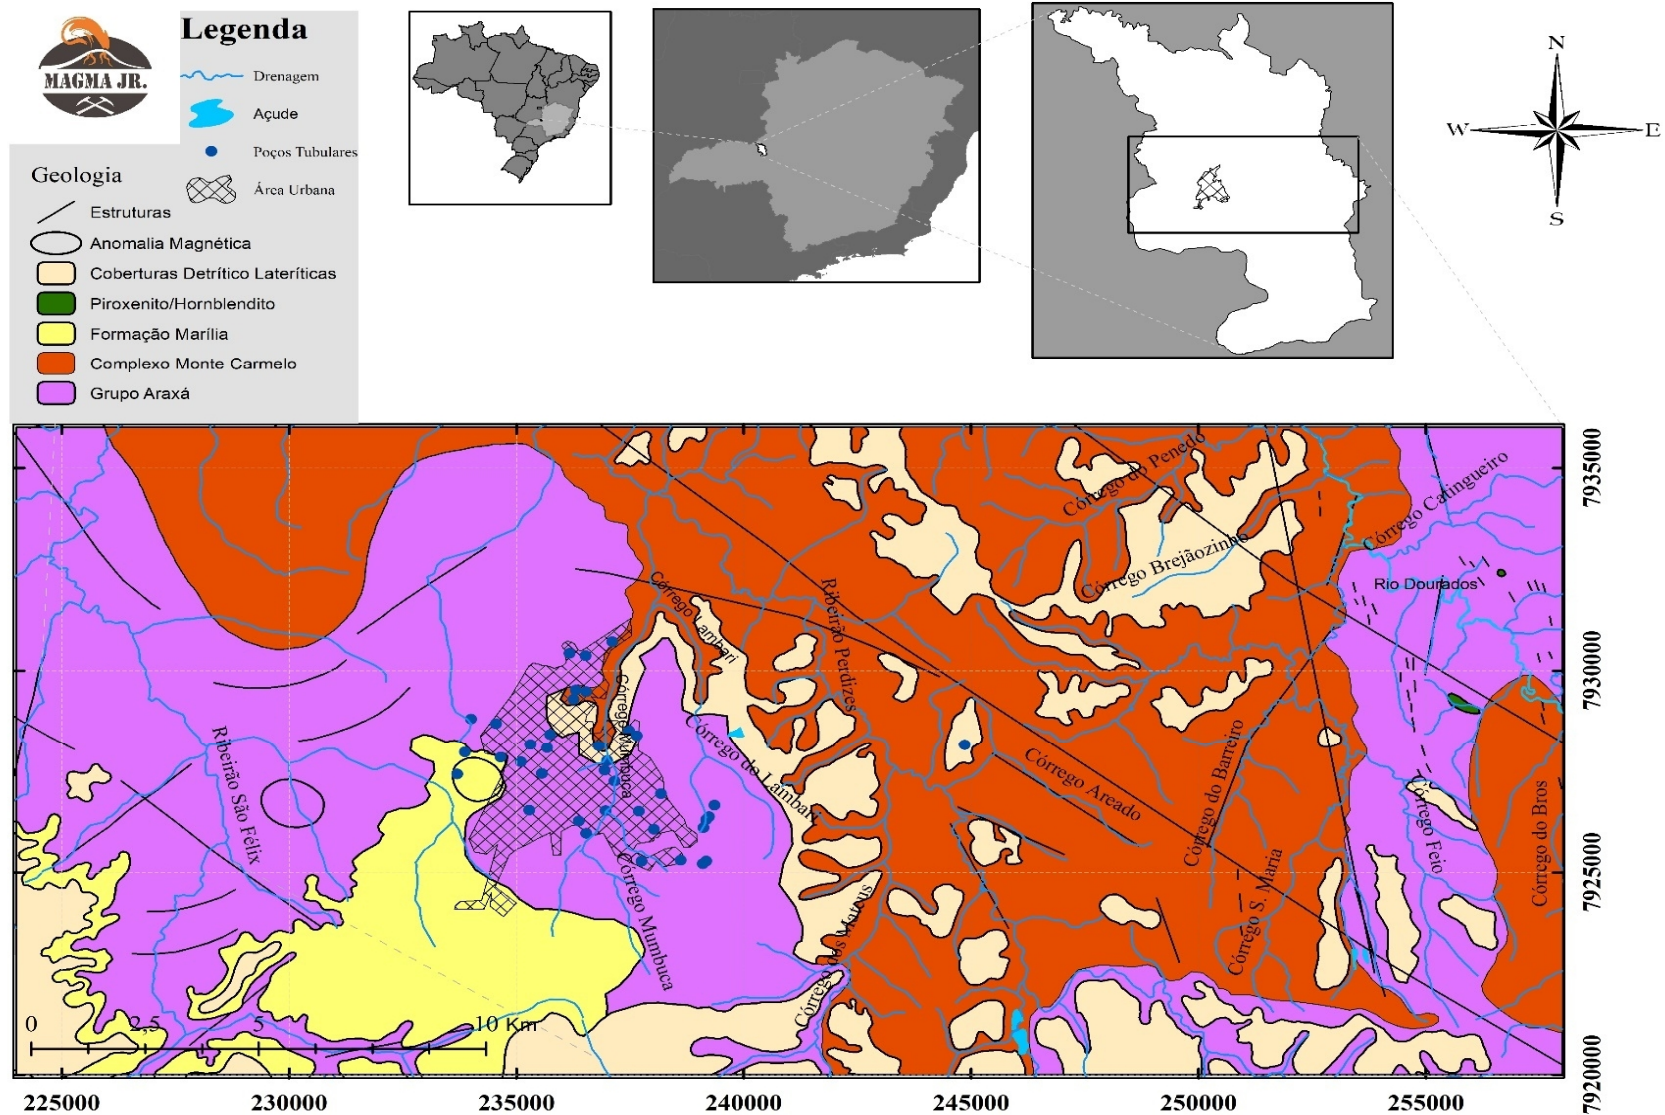 MAGMA JR.
Legenda
Drenagem
Açude
Poços Tubulares
Área Urbana
Geologia
Estruturas
Anomalia Magnética
Coberturas Detrítico Lateríticas
Piroxenito/Hornblendito
Formação Marília
Complexo Monte Carmelo
Grupo Araxá
N
W
E
S
Córrego do Penedo
Córrego Catingueiro
Córrego Brejãozinho
Rio Dourados
Córrego Lambari
Ribeirão Perdizes
Córrego Mumbuca
Córrego do Lambari
Ribeirão São Félix
Córrego Areado
Córrego do Barreiro
Córrego Feio
Córrego do Bros
Córrego Mumbuca
Córrego dos Mateus
Córrego S. Maria
0
2,5
5
10 Km
225000
230000
235000
240000
245000
250000
255000
7935000
7930000
7925000
7920000